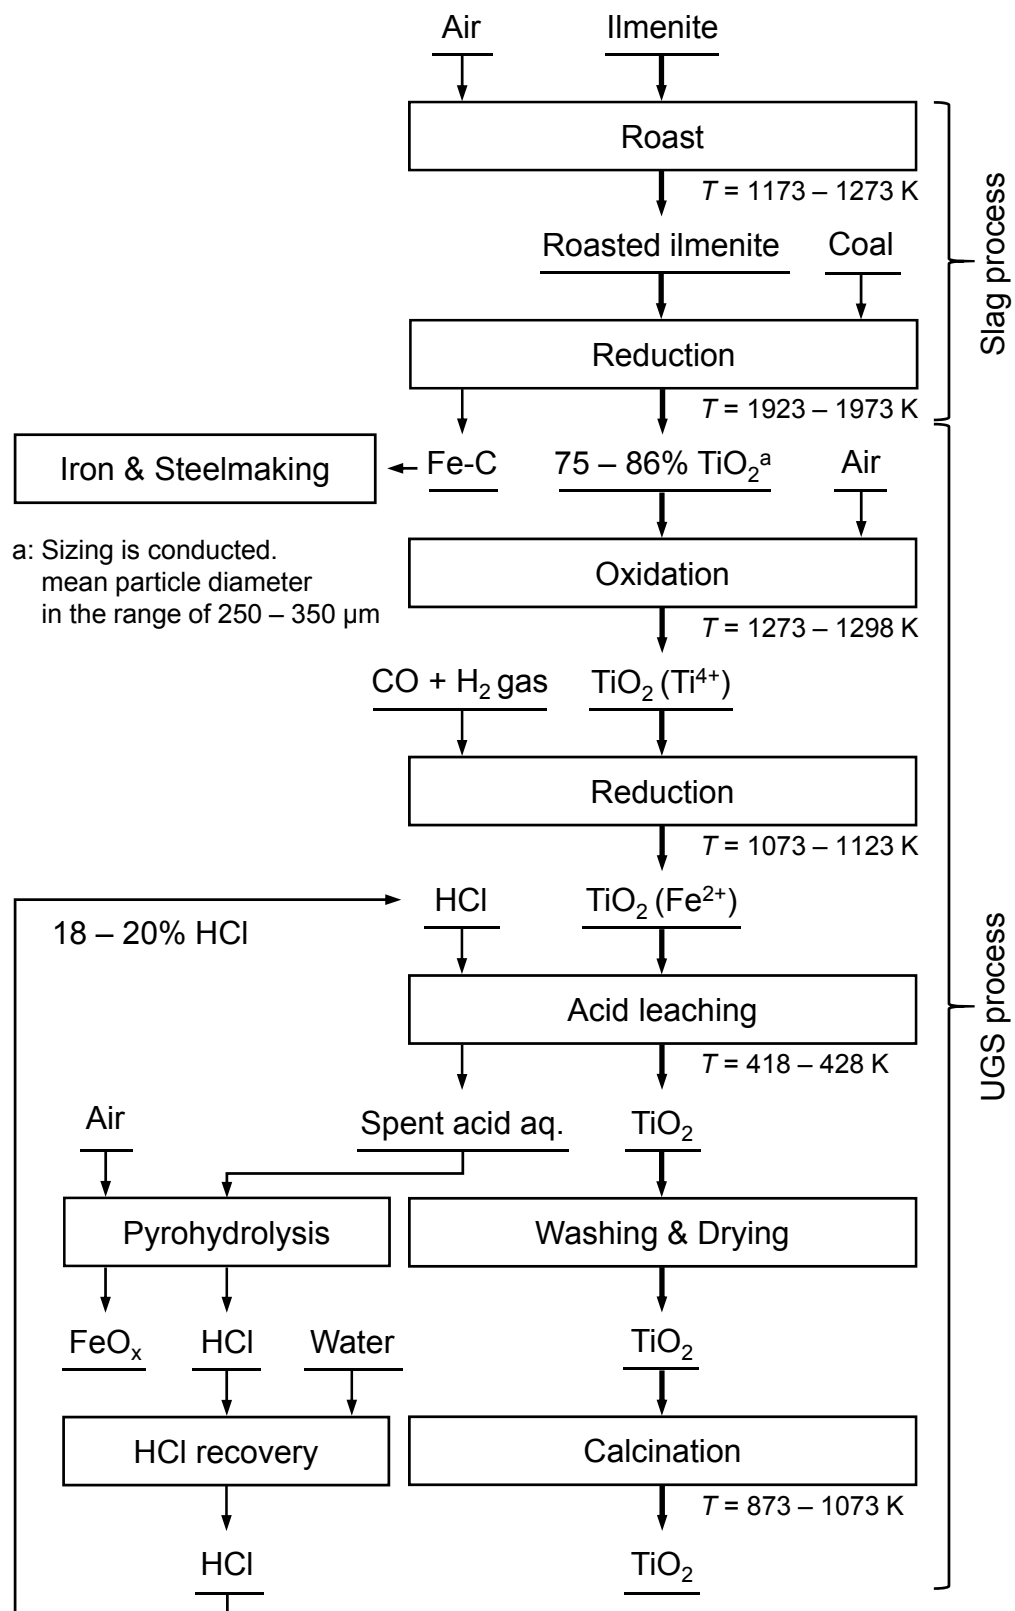 Air
Ilmenite
Roast
T = 1173 – 1273 K
Roasted ilmenite
Coal
Reduction
T = 1923 – 1973 K
Slag process
Iron & Steelmaking
Fe-C
75 – 86% TiO₂ᵃ
Air
a: Sizing is conducted.
mean particle diameter
in the range of 250 – 350 μm
Oxidation
T = 1273 – 1298 K
CO + H₂ gas
TiO₂ (Ti⁴⁺)
Reduction
T = 1073 – 1123 K
18 – 20% HCl
HCl
TiO₂ (Fe²⁺)
Acid leaching
T = 418 – 428 K
UGS process
Air
Spent acid aq.
TiO₂
Pyrohydrolysis
Washing & Drying
FeOₓ
HCl
Water
TiO₂
HCl recovery
Calcination
T = 873 – 1073 K
HCl
TiO₂